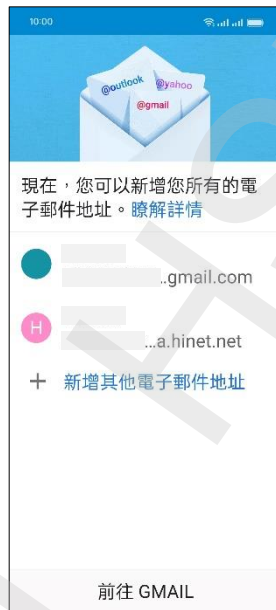 10:00
@outlook
@yahoo
@gmail
現在，您可以新增您所有的電
子郵件地址。瞭解詳情
..gmail.com
H
...a.hinet.net
+ 新增其他電子郵件地址
前往 GMAIL